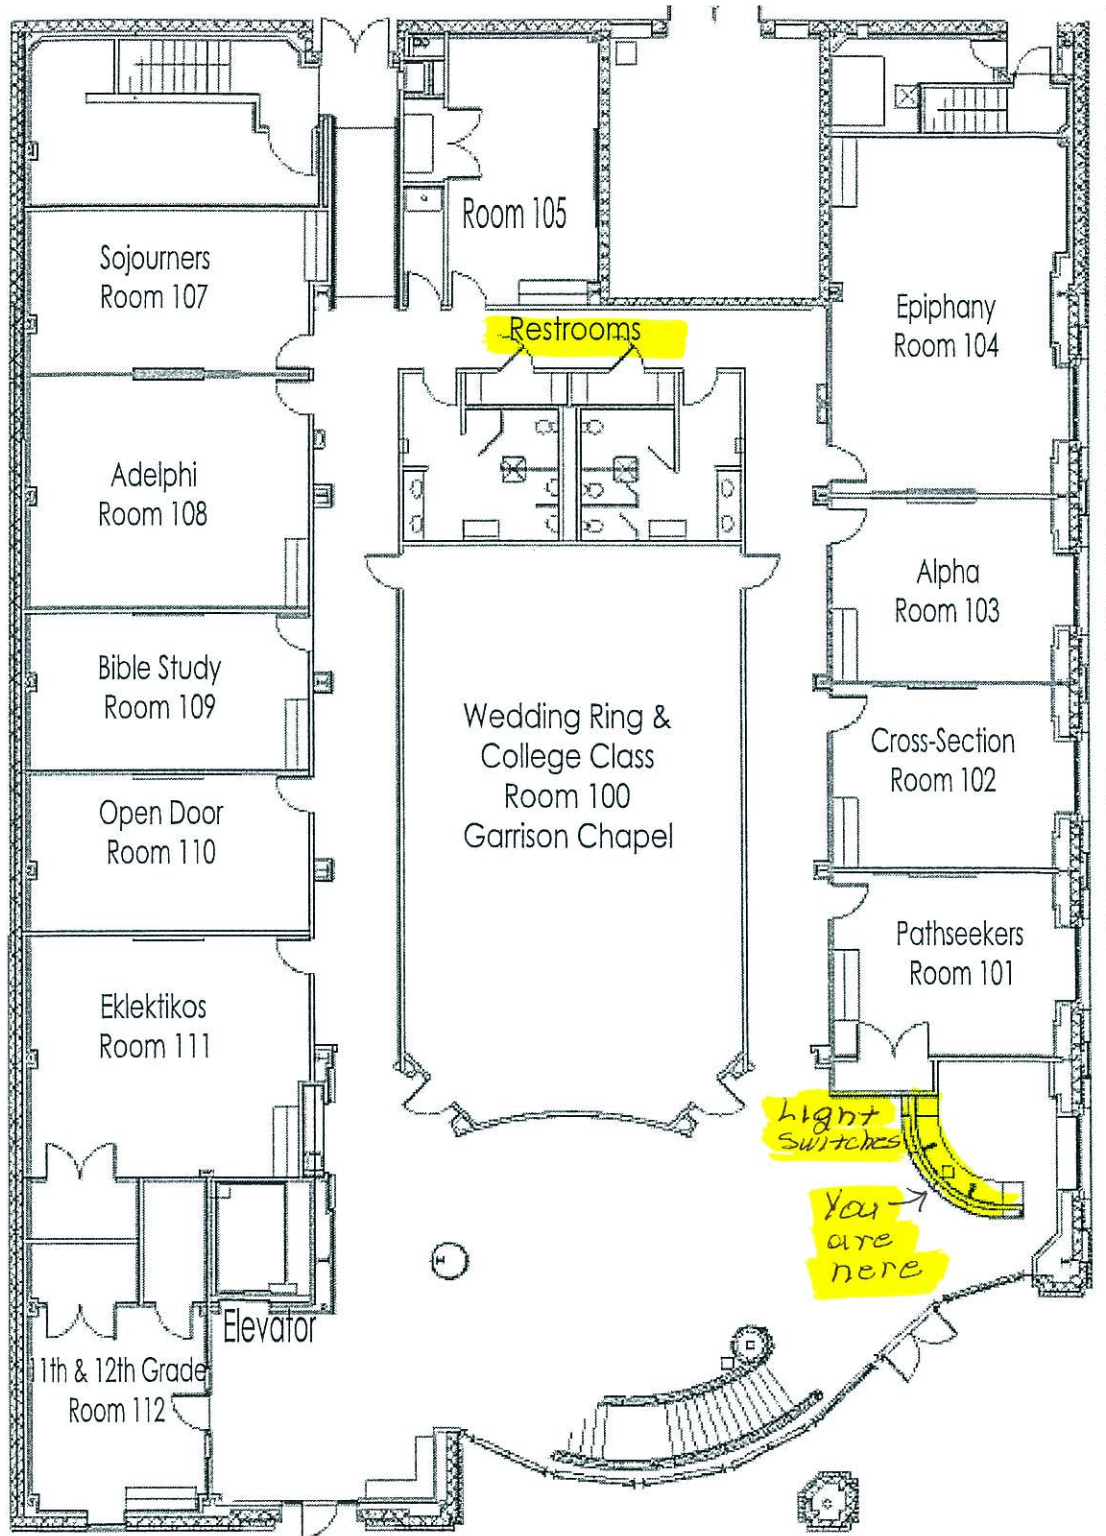 Room 105
Sojourners
Room 107
Epiphany
Room 104
Restrooms
Adelphi
Room 108
Alpha
Room 103
Bible Study
Room 109
Wedding Ring &
College Class
Room 100
Garrison Chapel
Cross-Section
Room 102
Open Door
Room 110
Pathseekers
Room 101
Eklektikos
Room 111
Light
Switches
You
are
here
Elevator
11th & 12th Grade
Room 112